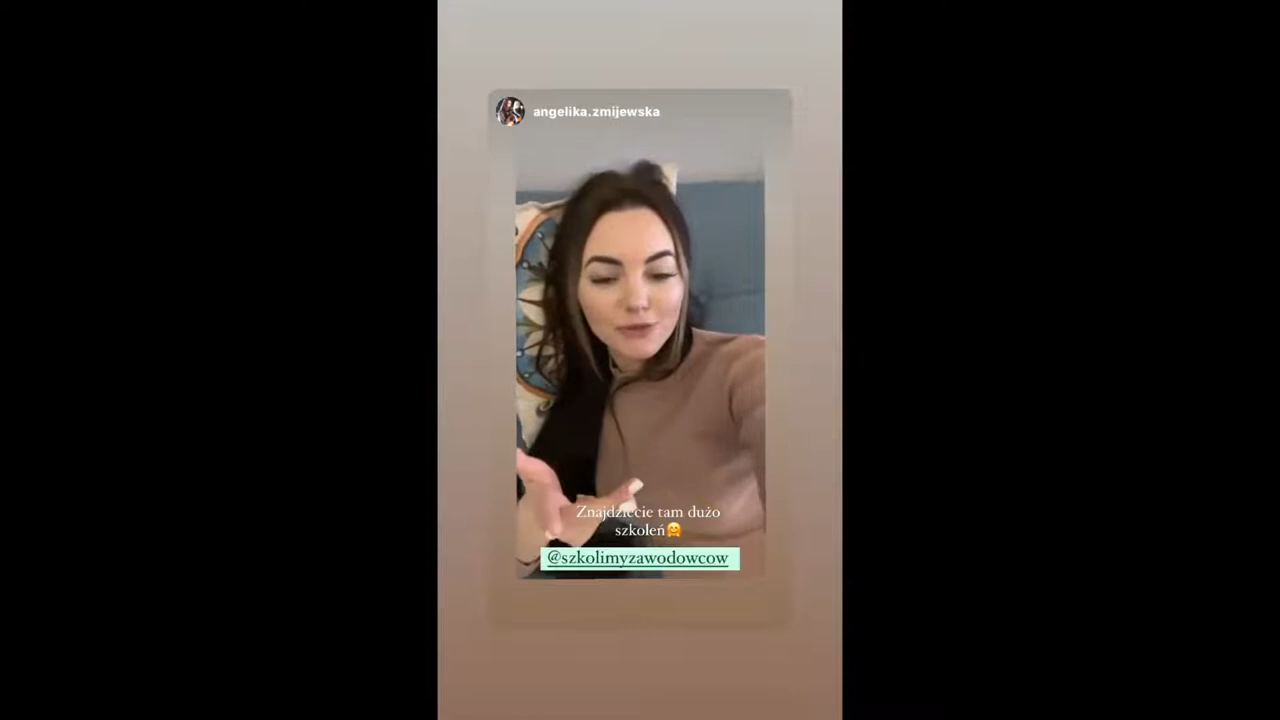 angelika.zmijewska
Znajdziecie tam dużo
szkoleń🤗
@szkolimyzawodowcow